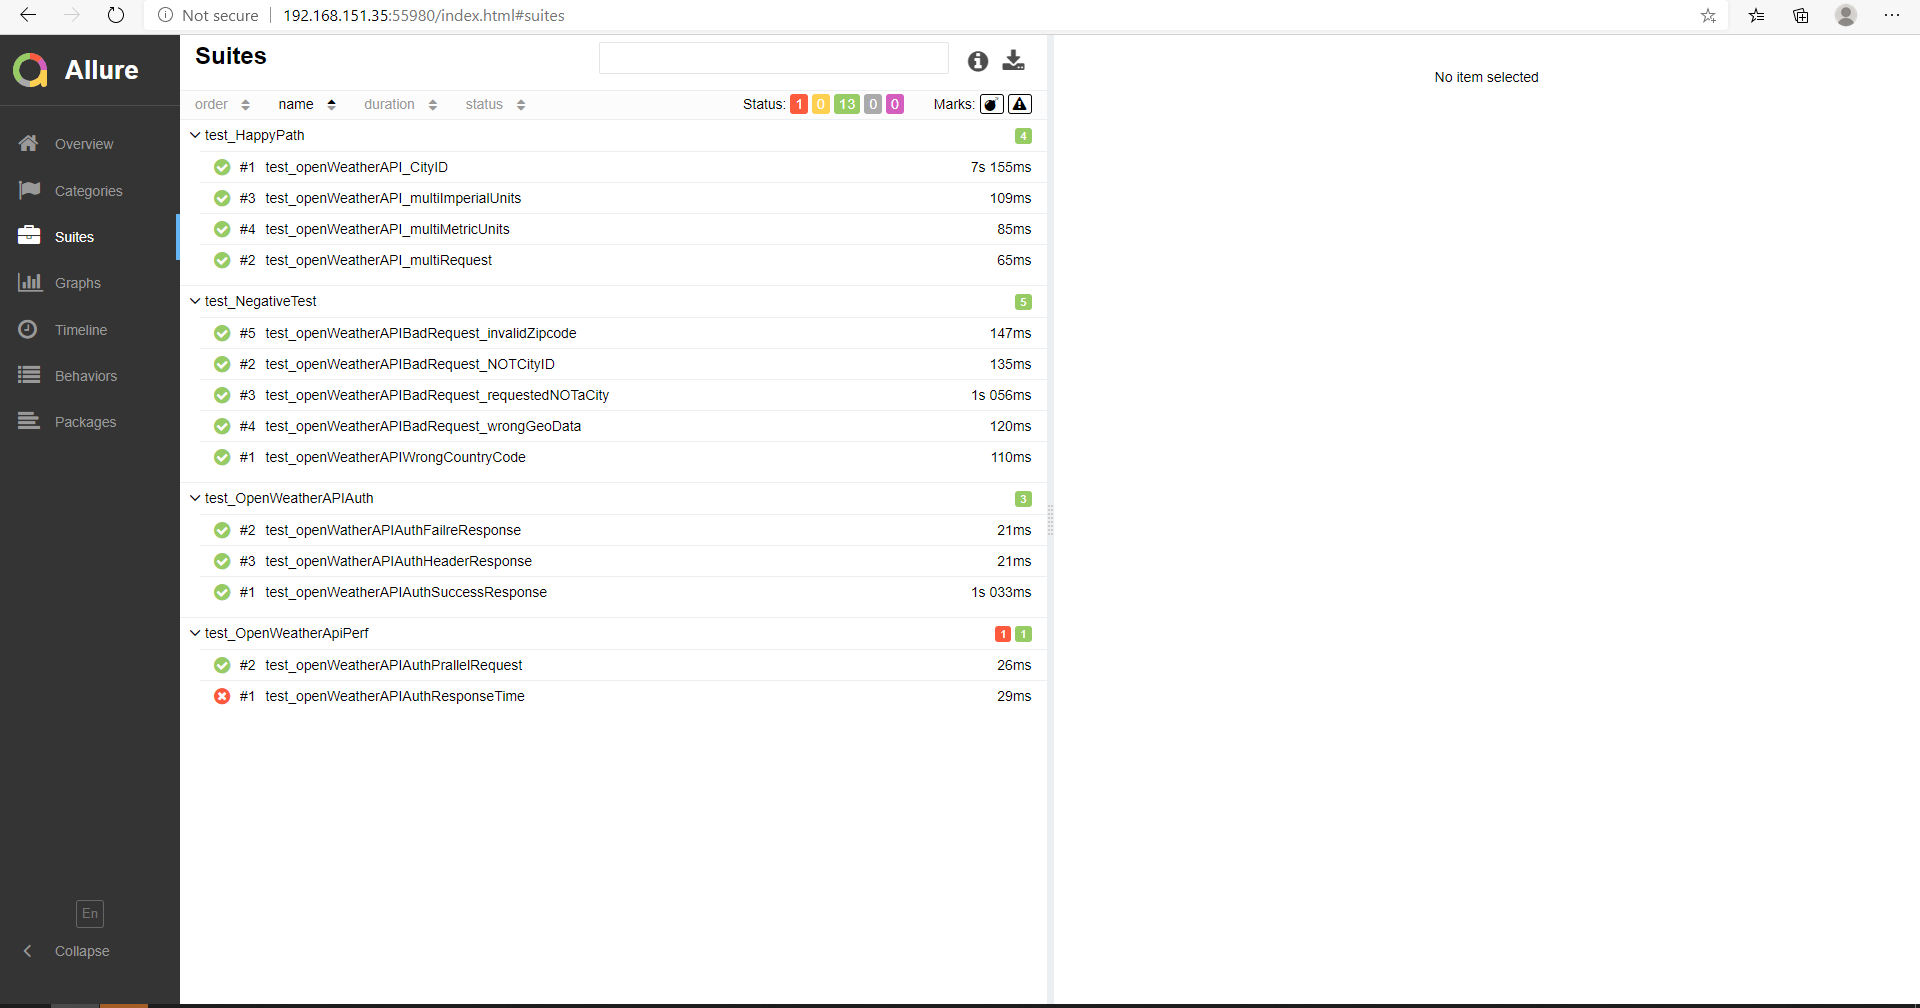 Not secure 192.168.151.35:55980/index.html#suites
Allure
Overview
Categories
Suites
Graphs
Timeline
Behaviors
Packages
En
Collapse
Suites
order name duration status Status: 1 0 13 0 0 Marks:
test_HappyPath 4
#1 test_openWeatherAPI_CityID 7s 155ms
#3 test_openWeatherAPI_multiImperialUnits 109ms
#4 test_openWeatherAPI_multiMetricUnits 85ms
#2 test_openWeatherAPI_multiRequest 65ms
test_NegativeTest 5
#5 test_openWeatherAPIBadRequest_invalidZipcode 147ms
#2 test_openWeatherAPIBadRequest_NOTCityID 135ms
#3 test_openWeatherAPIBadRequest_requestedNOTaCity 1s 056ms
#4 test_openWeatherAPIBadRequest_wrongGeoData 120ms
#1 test_openWeatherAPIWrongCountryCode 110ms
test_OpenWeatherAPIAuth 3
#2 test_openWatherAPIAuthFailreResponse 21ms
#3 test_openWatherAPIAuthHeaderResponse 21ms
#1 test_openWeatherAPIAuthSuccessResponse 1s 033ms
test_OpenWeatherApiPerf 1 1
#2 test_openWeatherAPIAuthPrallelRequest 26ms
#1 test_openWeatherAPIAuthResponseTime 29ms
No item selected